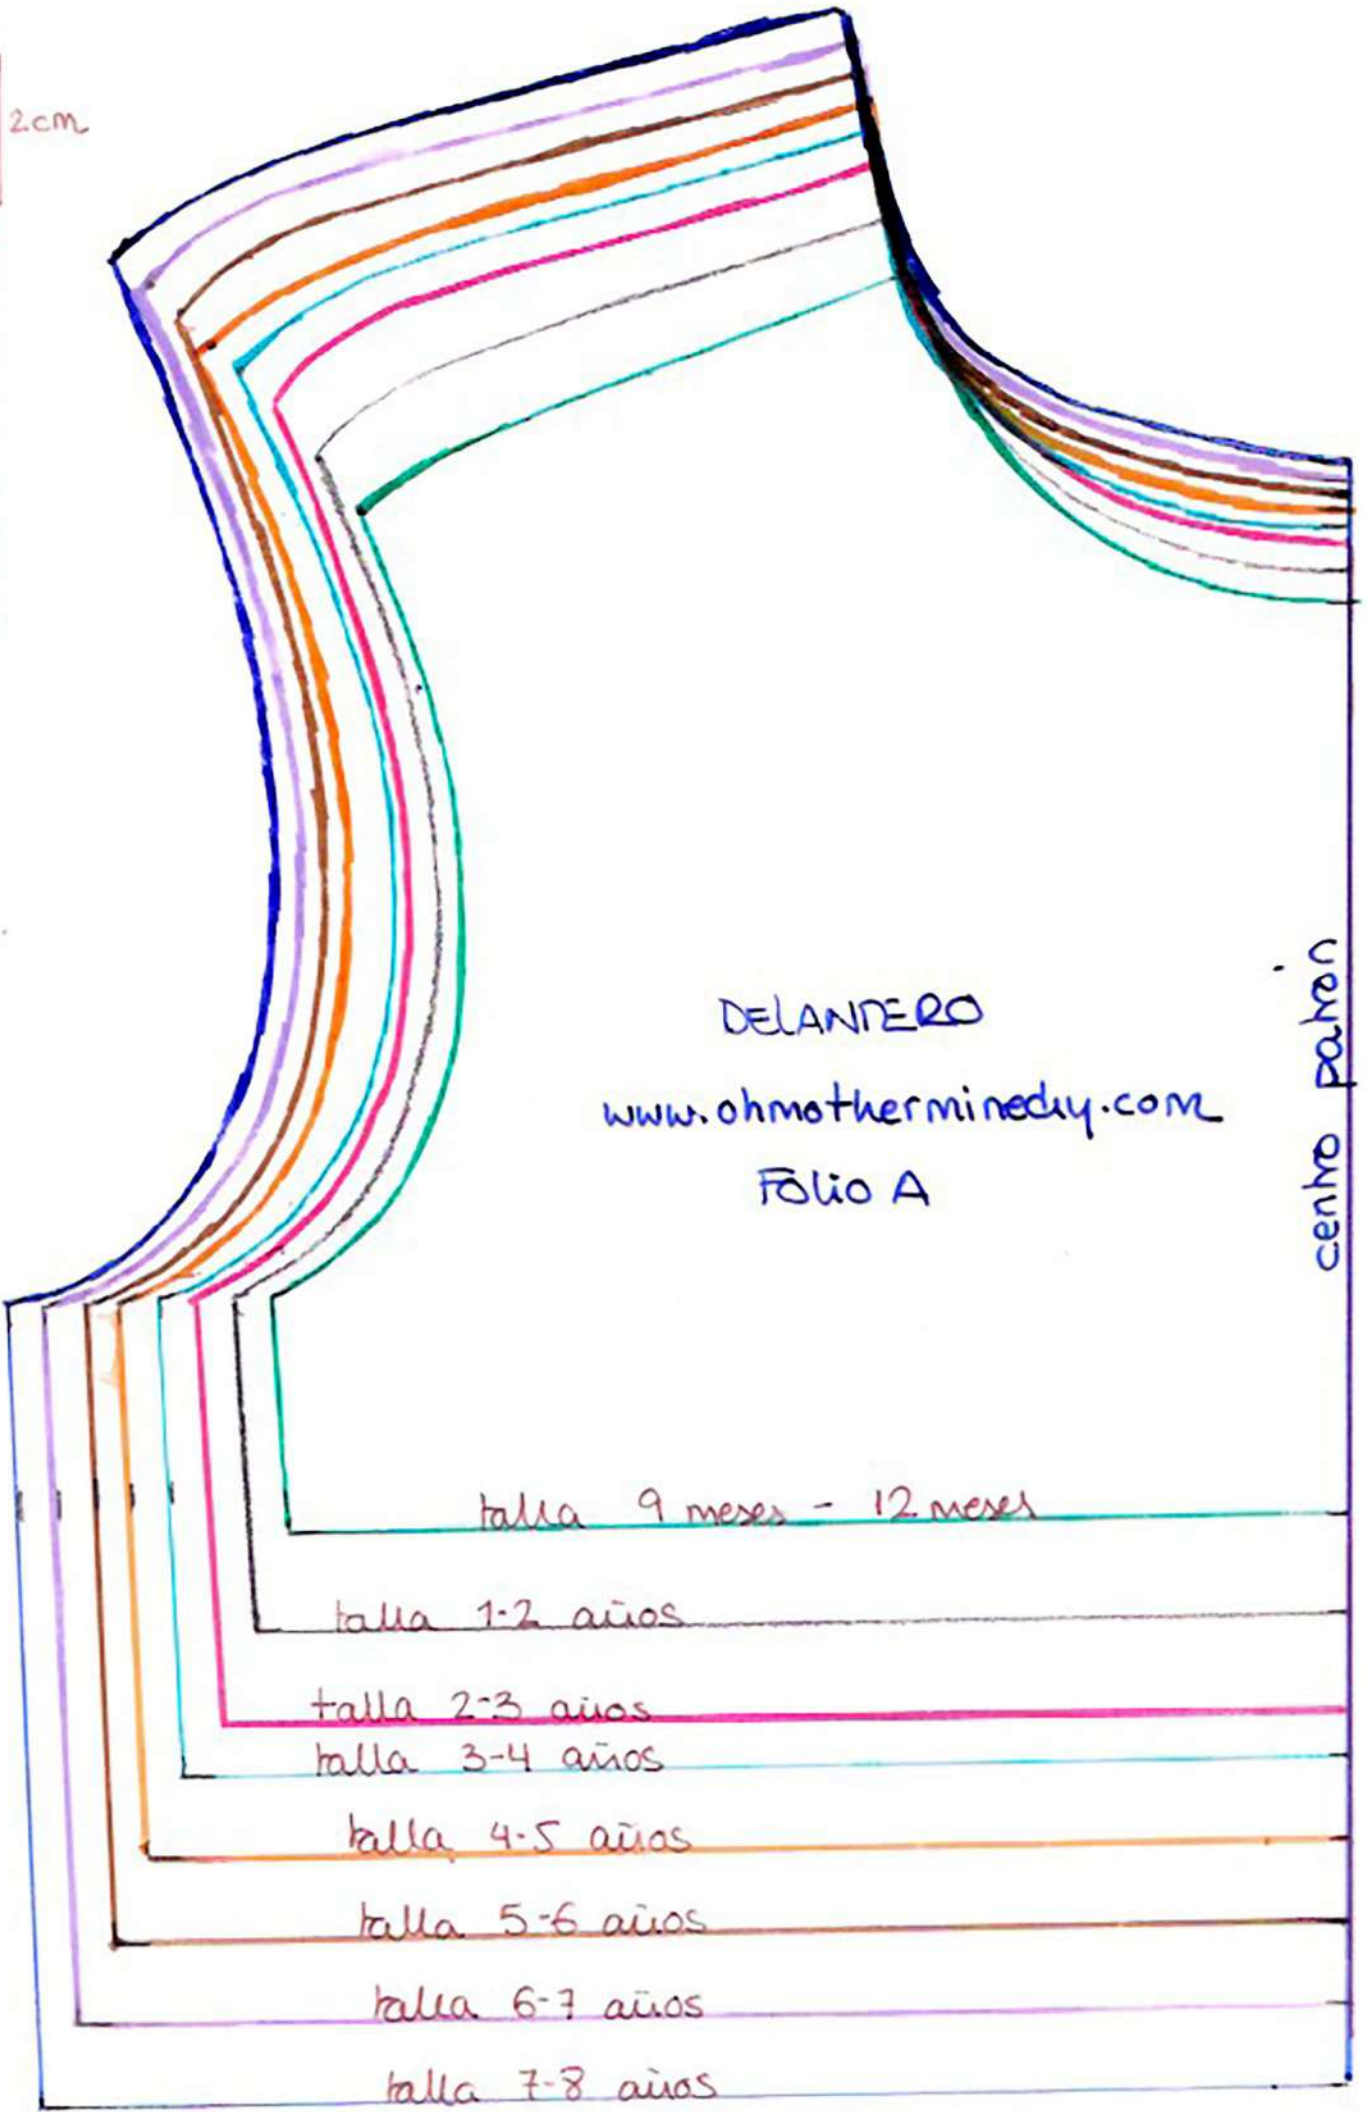 2cm
DELANTERO
www.ohmotherminediy.com
Folio A
centro patrón
talla 9 meses - 12 meses
talla 1-2 años
talla 2-3 años
talla 3-4 años
talla 4-5 años
talla 5-6 años
talla 6-7 años
talla 7-8 años